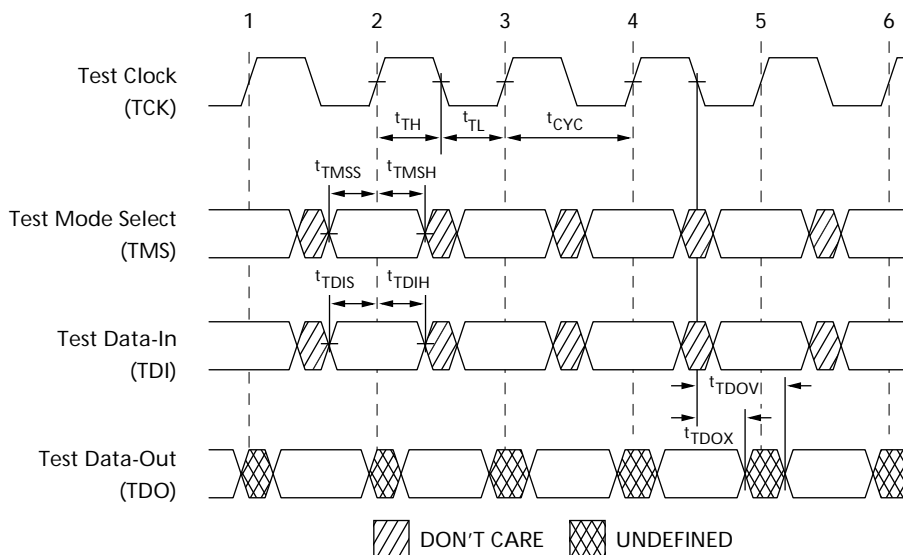 1 2 3 4 5 6
Test Clock
(TCK)
tTH tTL tCYC
tTMSS tTMSH
Test Mode Select
(TMS)
tTDIS tTDIH
Test Data-In
(TDI)
tTDOV
tTDOX
Test Data-Out
(TDO)
DON'T CARE UNDEFINED